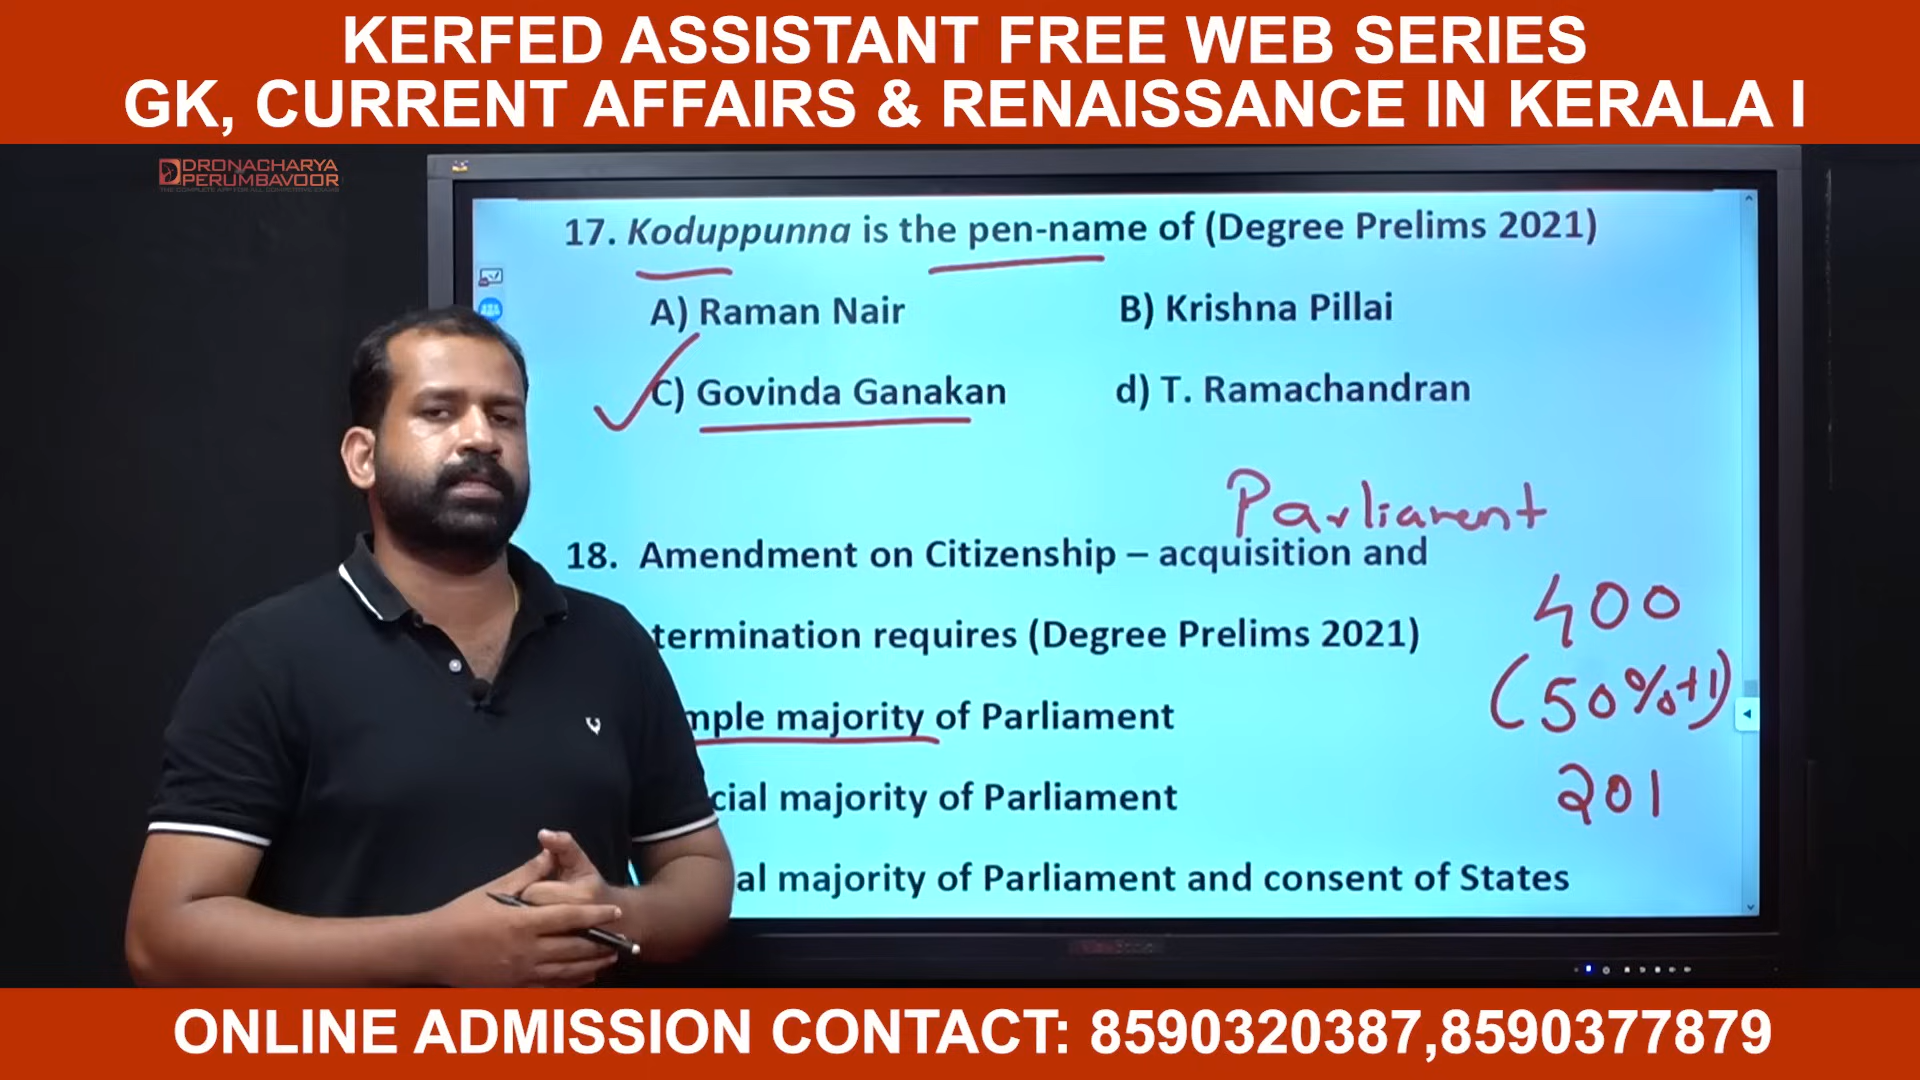 KERFED ASSISTANT FREE WEB SERIES
GK, CURRENT AFFAIRS & RENAISSANCE IN KERALA I
DRONACHARYA
PERUMBAVOOR
17. Koduppunna is the pen-name of (Degree Prelims 2021)
A) Raman Nair
B) Krishna Pillai
C) Govinda Ganakan
d) T. Ramachandran
Parliament
18. Amendment on Citizenship – acquisition and
termination requires (Degree Prelims 2021)
400
(50%+1)
mple majority of Parliament
cial majority of Parliament
201
al majority of Parliament and consent of States
ONLINE ADMISSION CONTACT: 8590320387,8590377879